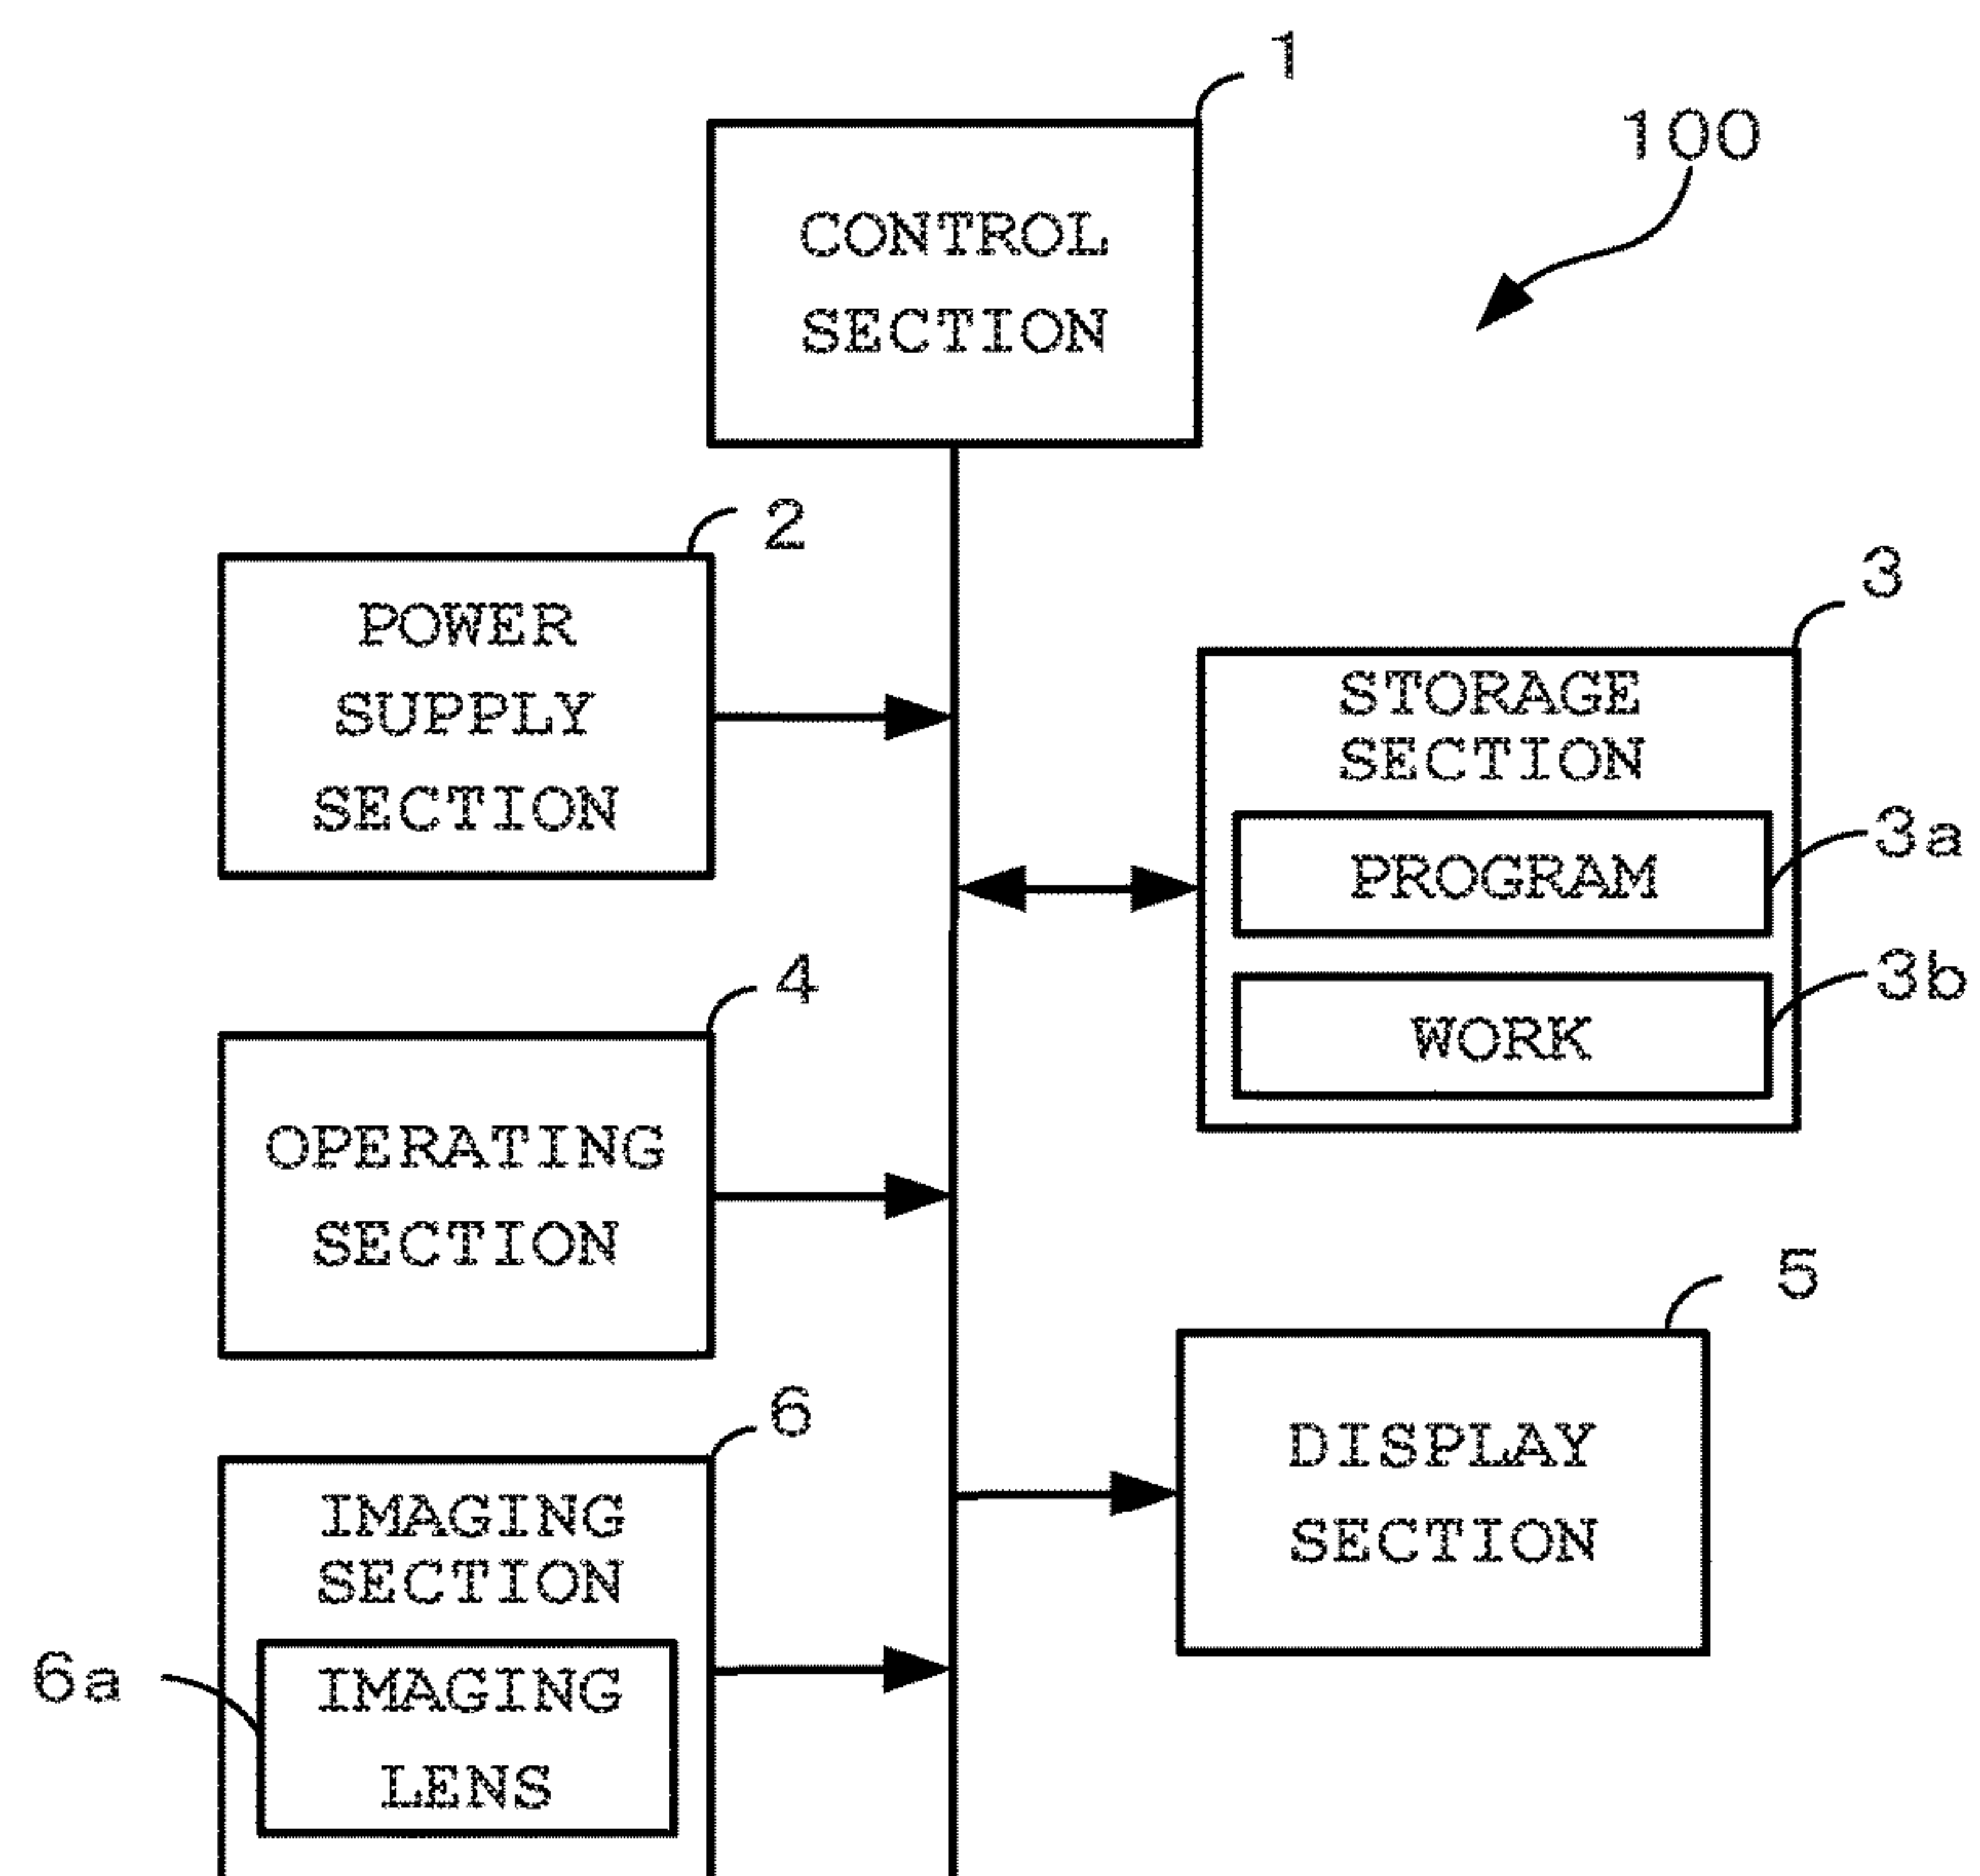 1
100
CONTROL
SECTION
2
POWER
SUPPLY
SECTION
3
STORAGE
SECTION
3a
PROGRAM
3b
WORK
4
OPERATING
SECTION
5
DISPLAY
SECTION
6
IMAGING
SECTION
6a
IMAGING
LENS